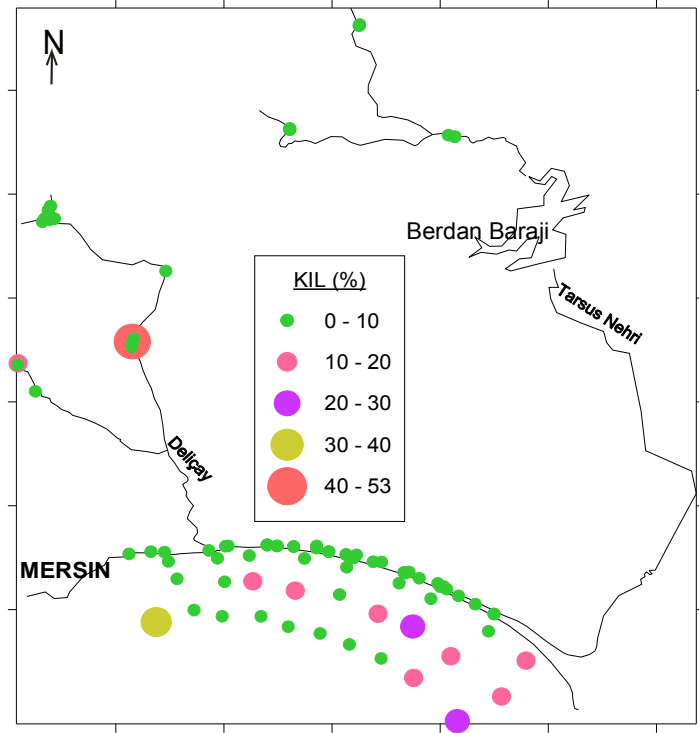 N
Berdan Baraji
Tarsus Nehri
KIL (%)
0 - 10
10 - 20
20 - 30
30 - 40
40 - 53
Deliçay
MERSIN